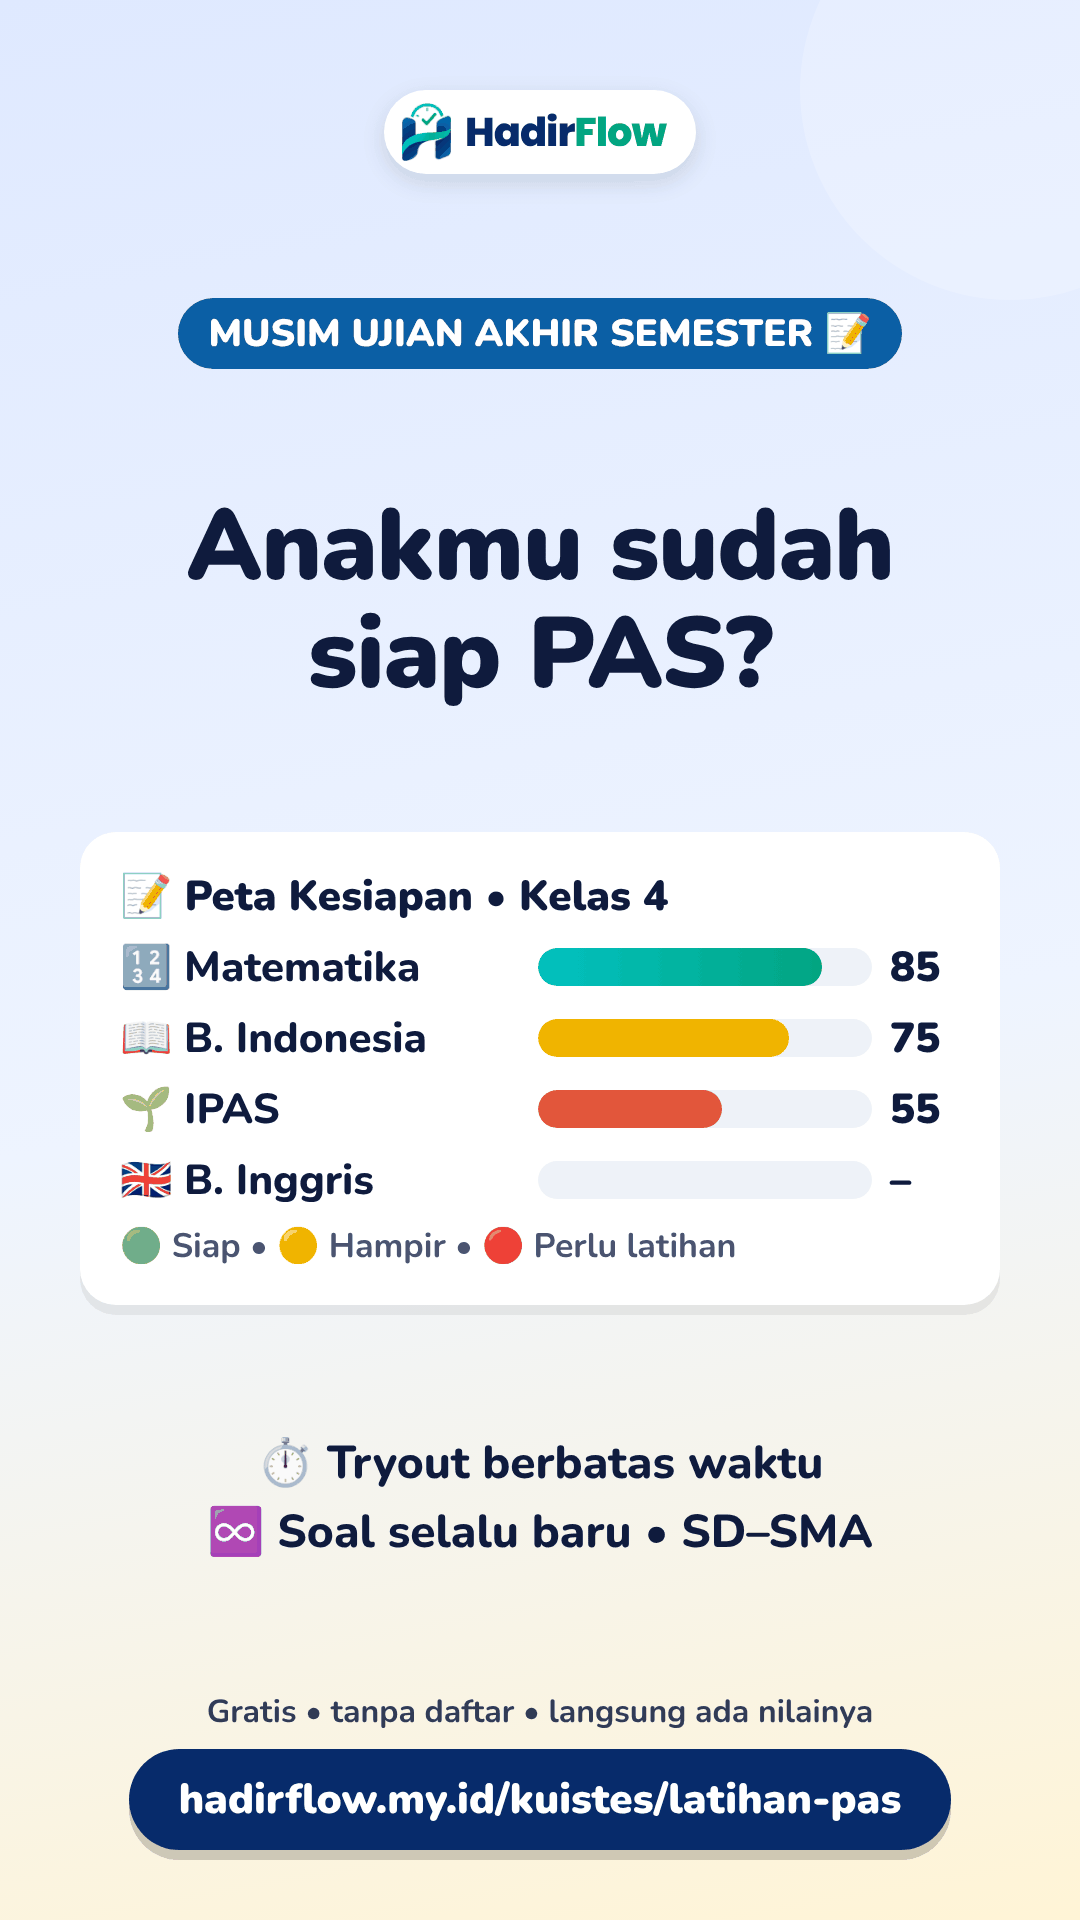 HadirFlow
MUSIM UJIAN AKHIR SEMESTER 📝
Anakmu sudah
siap PAS?
📝 Peta Kesiapan • Kelas 4
🔢 Matematika 85
📖 B. Indonesia 75
🌱 IPAS 55
🇬🇧 B. Inggris –
🟢 Siap • 🟡 Hampir • 🔴 Perlu latihan
⏱️ Tryout berbatas waktu
♾️ Soal selalu baru • SD–SMA
Gratis • tanpa daftar • langsung ada nilainya
hadirflow.my.id/kuistes/latihan-pas